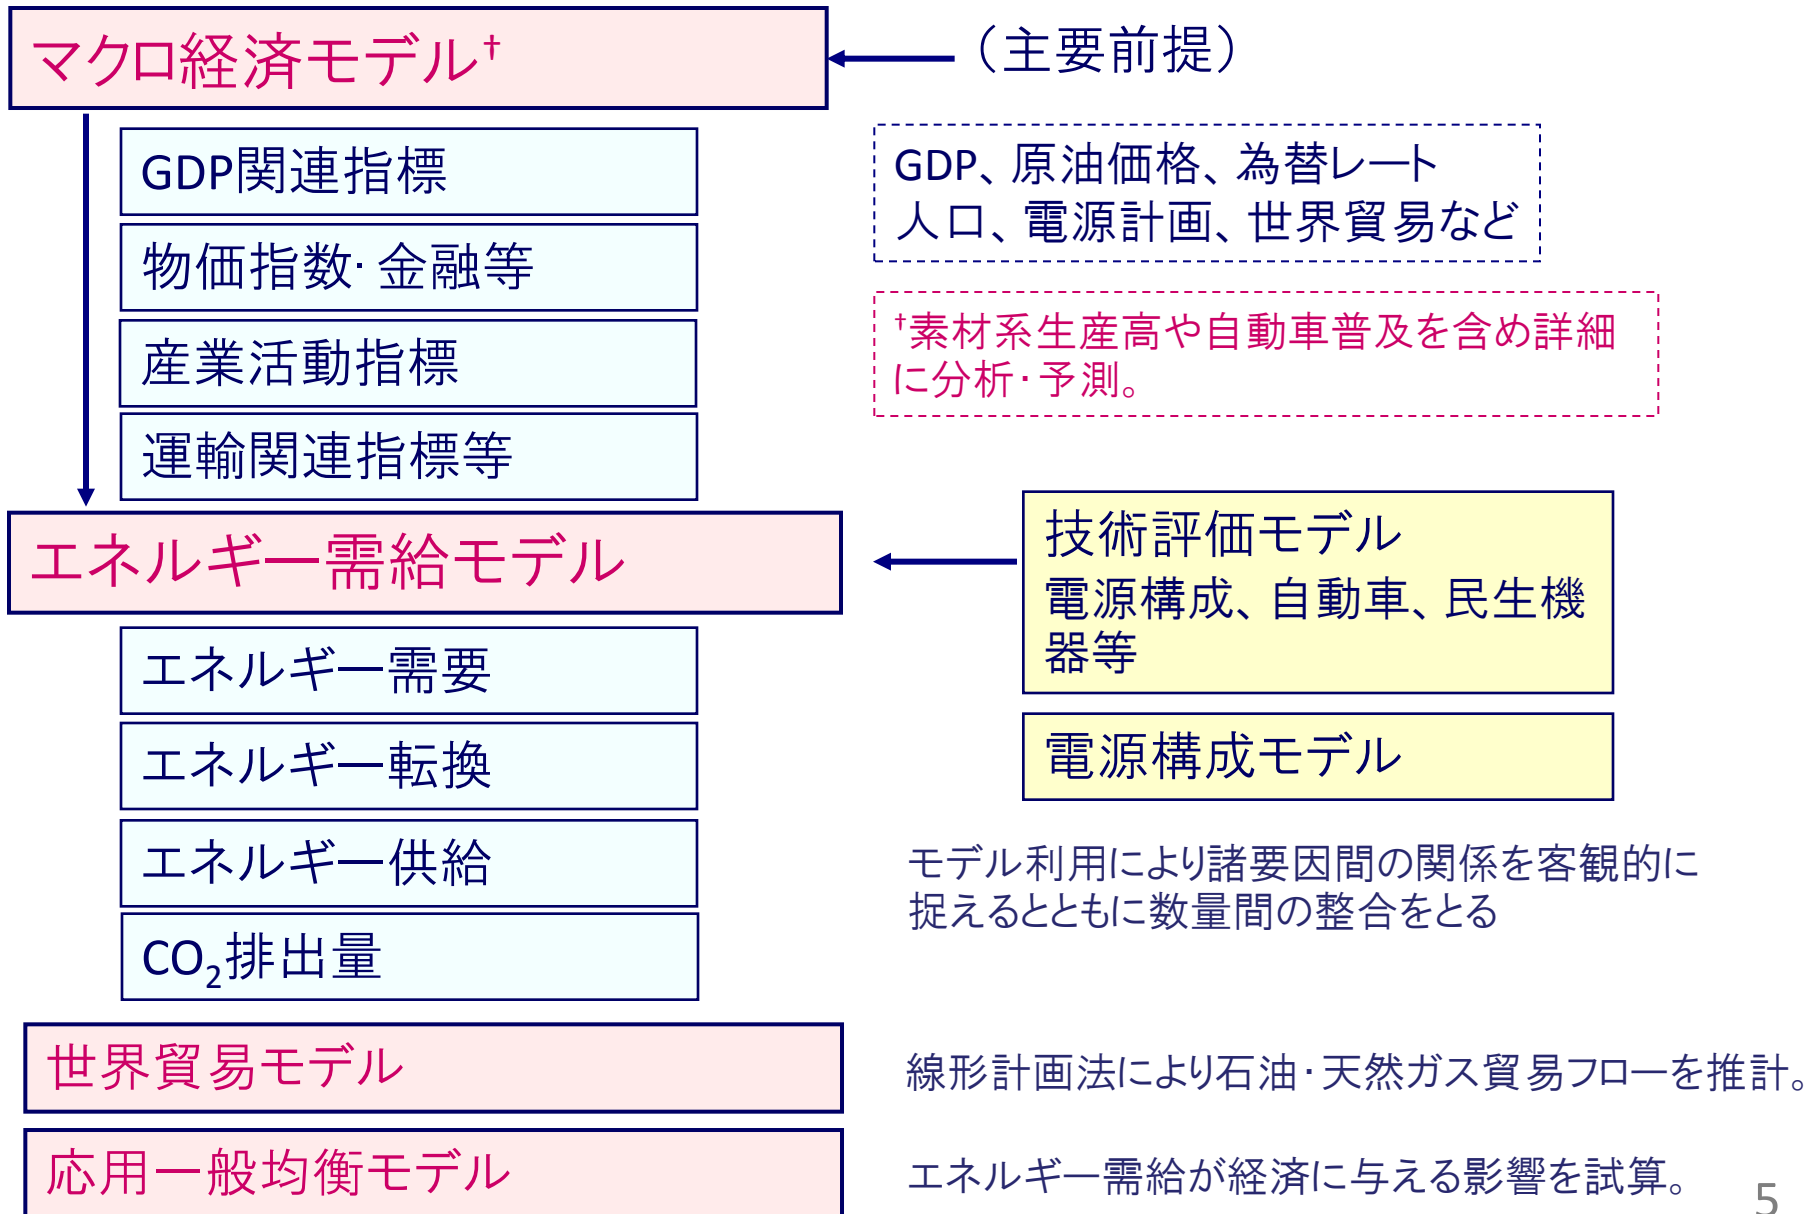 マクロ経済モデル†
（主要前提）
GDP関連指標
物価指数･金融等
産業活動指標
運輸関連指標等
GDP、原油価格、為替レート
人口、電源計画、世界貿易など
†素材系生産高や自動車普及を含め詳細
に分析･予測。
エネルギー需給モデル
技術評価モデル
電源構成、自動車、民生機
器等
電源構成モデル
エネルギー需要
エネルギー転換
エネルギー供給
CO₂排出量
モデル利用により諸要因間の関係を客観的に
捉えるとともに数量間の整合をとる
世界貿易モデル
線形計画法により石油･天然ガス貿易フローを推計。
応用一般均衡モデル
エネルギー需給が経済に与える影響を試算。
5